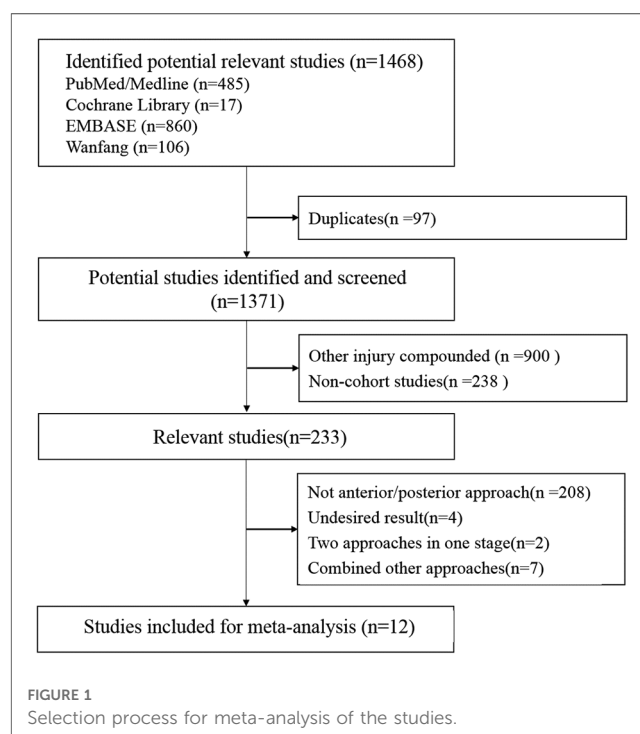 Identified potential relevant studies (n=1468)
PubMed/Medline (n=485)
Cochrane Library (n=17)
EMBASE (n=860)
Wanfang (n=106)
Duplicates(n =97)
Potential studies identified and screened
(n=1371)
Other injury compounded (n =900 )
Non-cohort studies(n =238 )
Relevant studies(n=233)
Not anterior/posterior approach(n =208)
Undesired result(n=4)
Two approaches in one stage(n=2)
Combined other approaches(n=7)
Studies included for meta-analysis (n=12)
FIGURE 1
Selection process for meta-analysis of the studies.